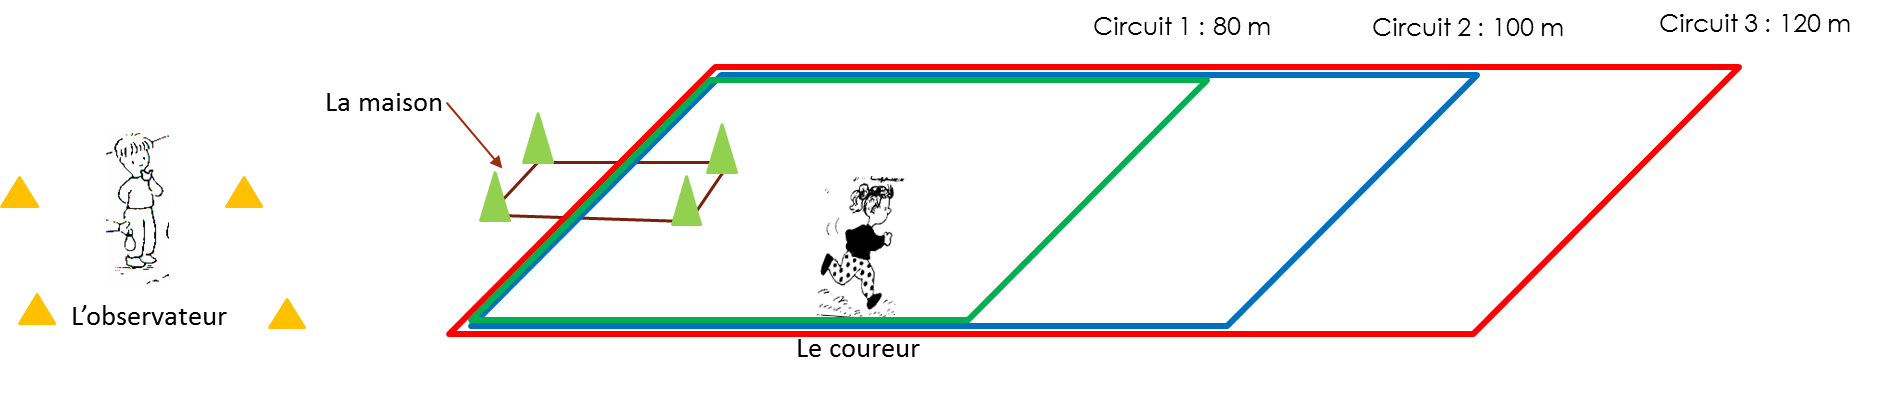 Circuit 1 : 80 m
Circuit 2 : 100 m
Circuit 3 : 120 m
La maison
L’observateur
Le coureur